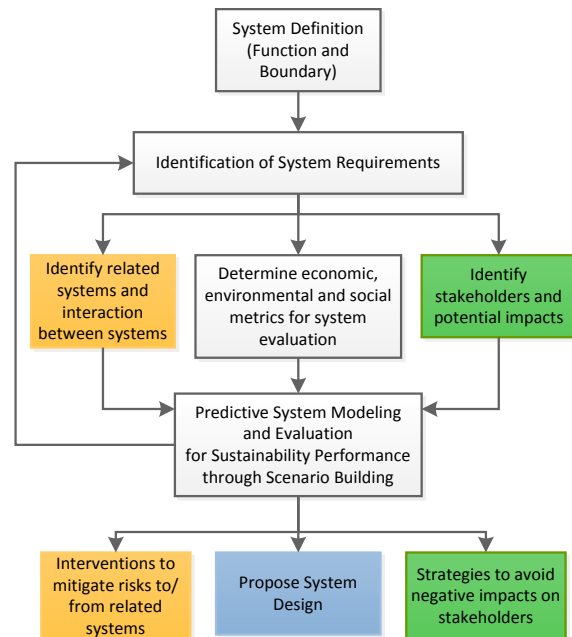 System Definition
(Function and
Boundary)
Identification of System Requirements
Identify related
systems and
interaction
between systems
Determine economic,
environmental and social
metrics for system
evaluation
Identify
stakeholders and
potential impacts
Predictive System Modeling
and Evaluation
for Sustainability Performance
through Scenario Building
Interventions to
mitigate risks to/
from related
systems
Propose System
Design
Strategies to avoid
negative impacts on
stakeholders